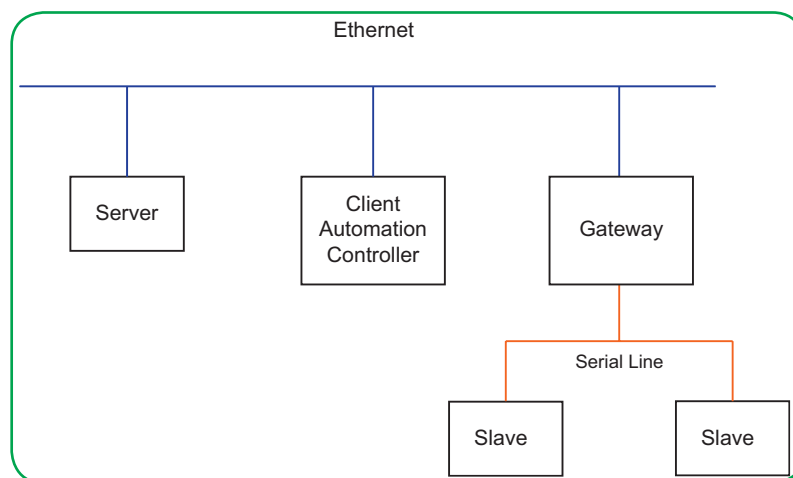 Ethernet
Server
Client
Automation
Controller
Gateway
Serial Line
Slave
Slave